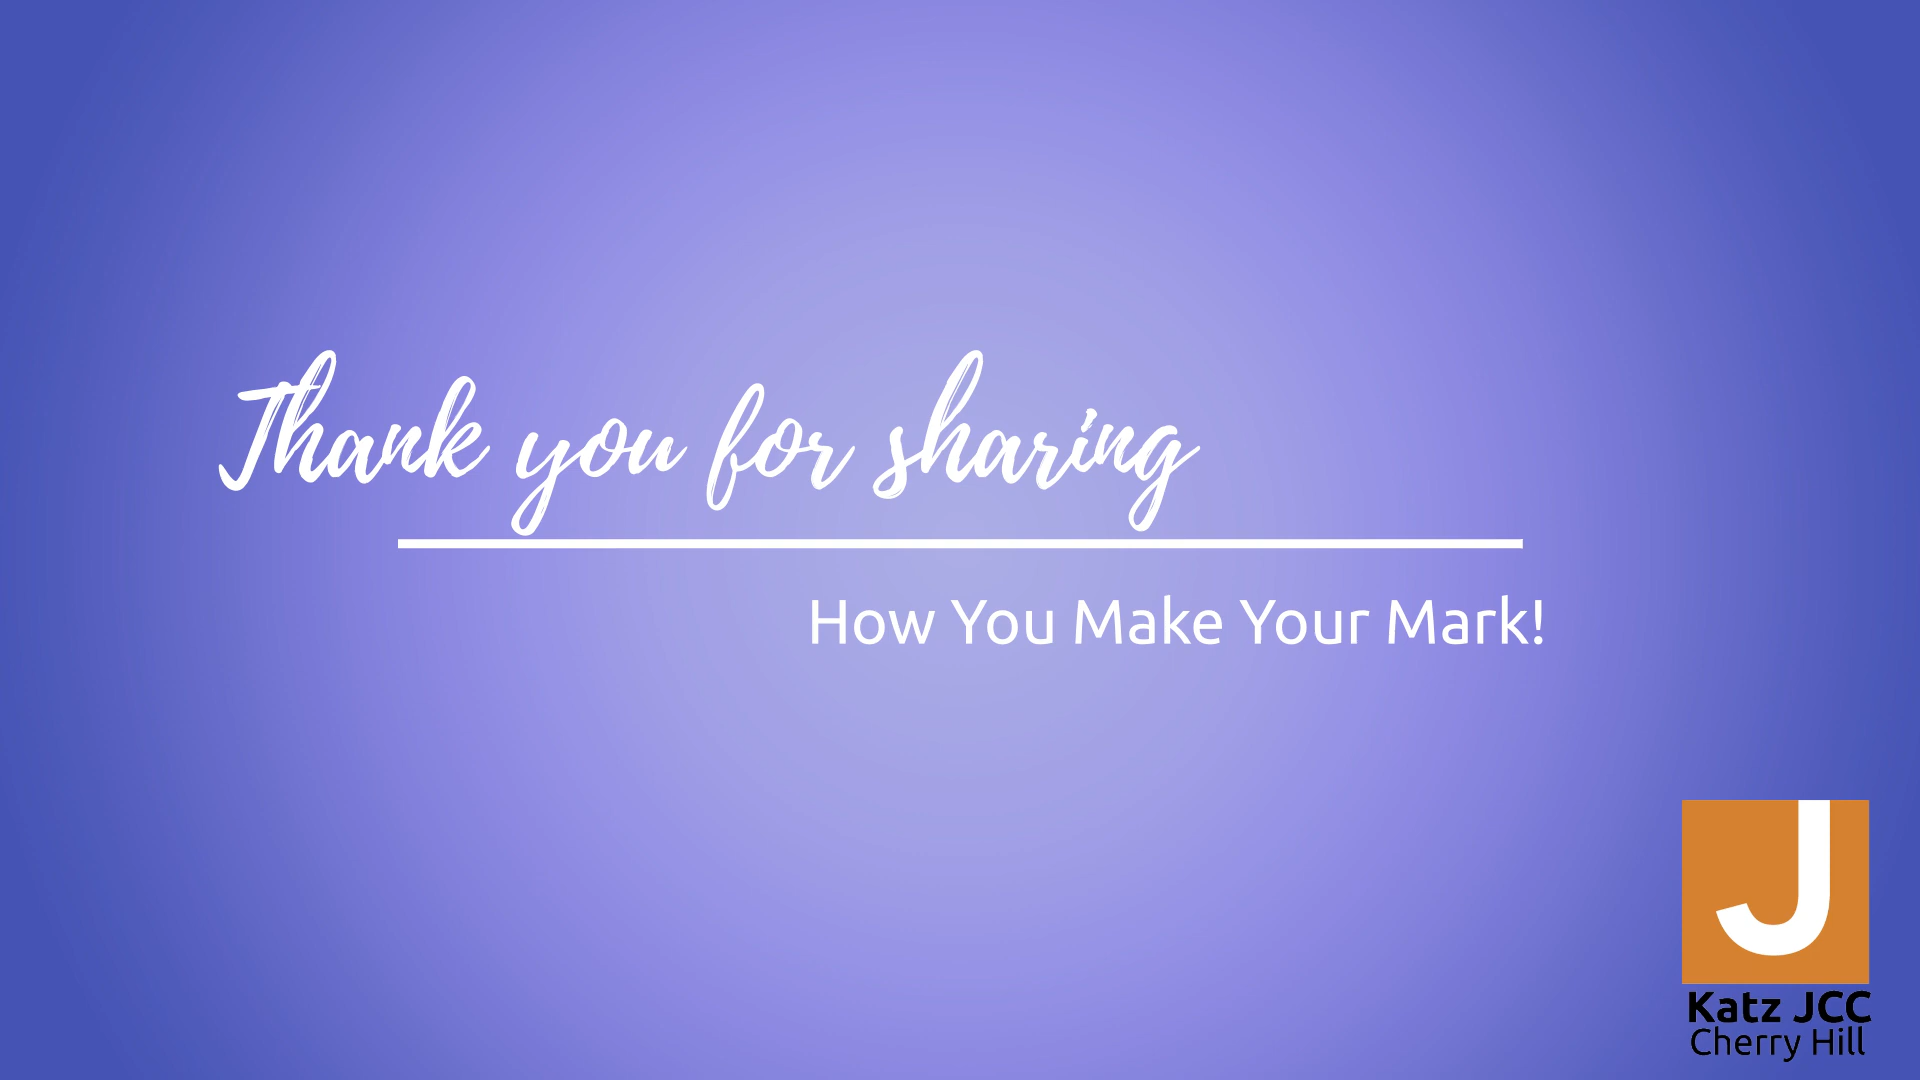 Thank you for sharing
How You Make Your Mark!
J
Katz JCC
Cherry Hill